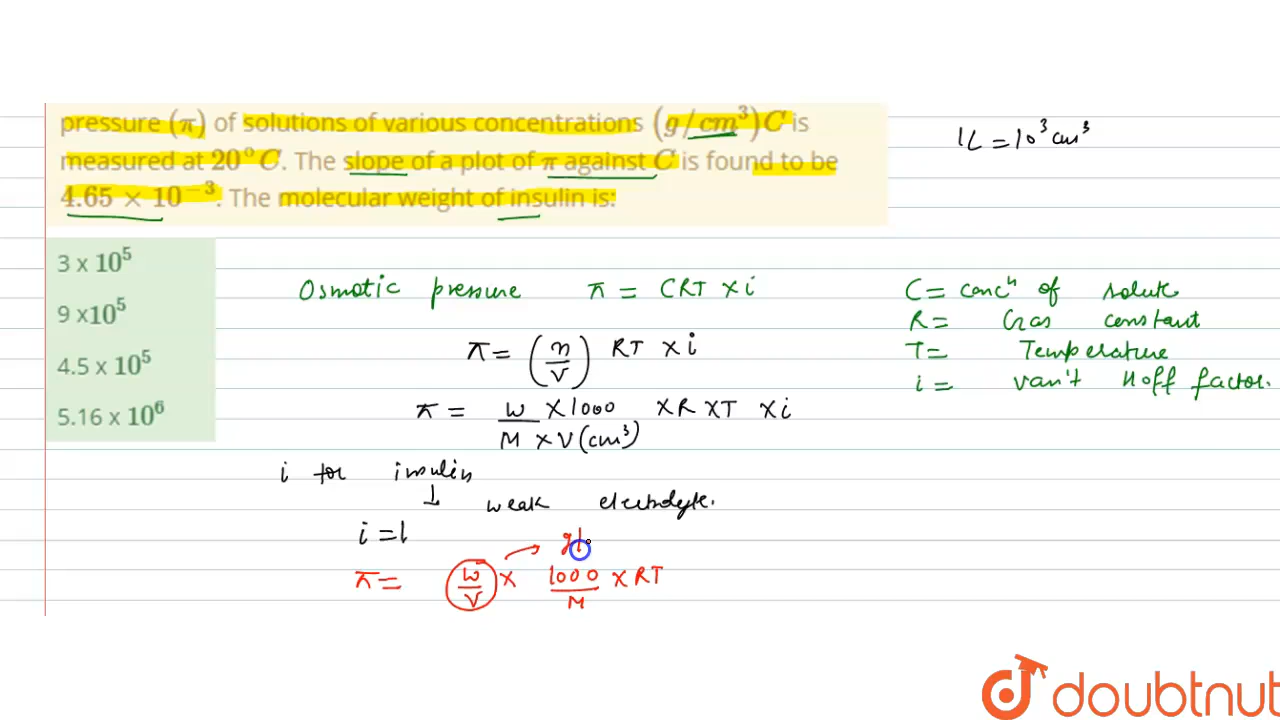 pressure (π) of solutions of various concentrations (g/cm³)C is
measured at 20°C. The slope of a plot of π against C is found to be
4.65 × 10⁻³. The molecular weight of insulin is:
1L = 10³ cm³
3 x 10⁵
9 x10⁵
4.5 x 10⁵
5.16 x 10⁶
Osmotic pressure π = CRT × i
π = (n/V) RT × i
π = W × 1000 / M × V(cm³) × R × T × i
i for insulin
↓ weak electrolyte.
i = 1
g/
π = W/V × 1000/M × RT
C = concⁿ of solute
R = Gas constant
T = Temperature
i = van't Hoff factor.
doubtnut